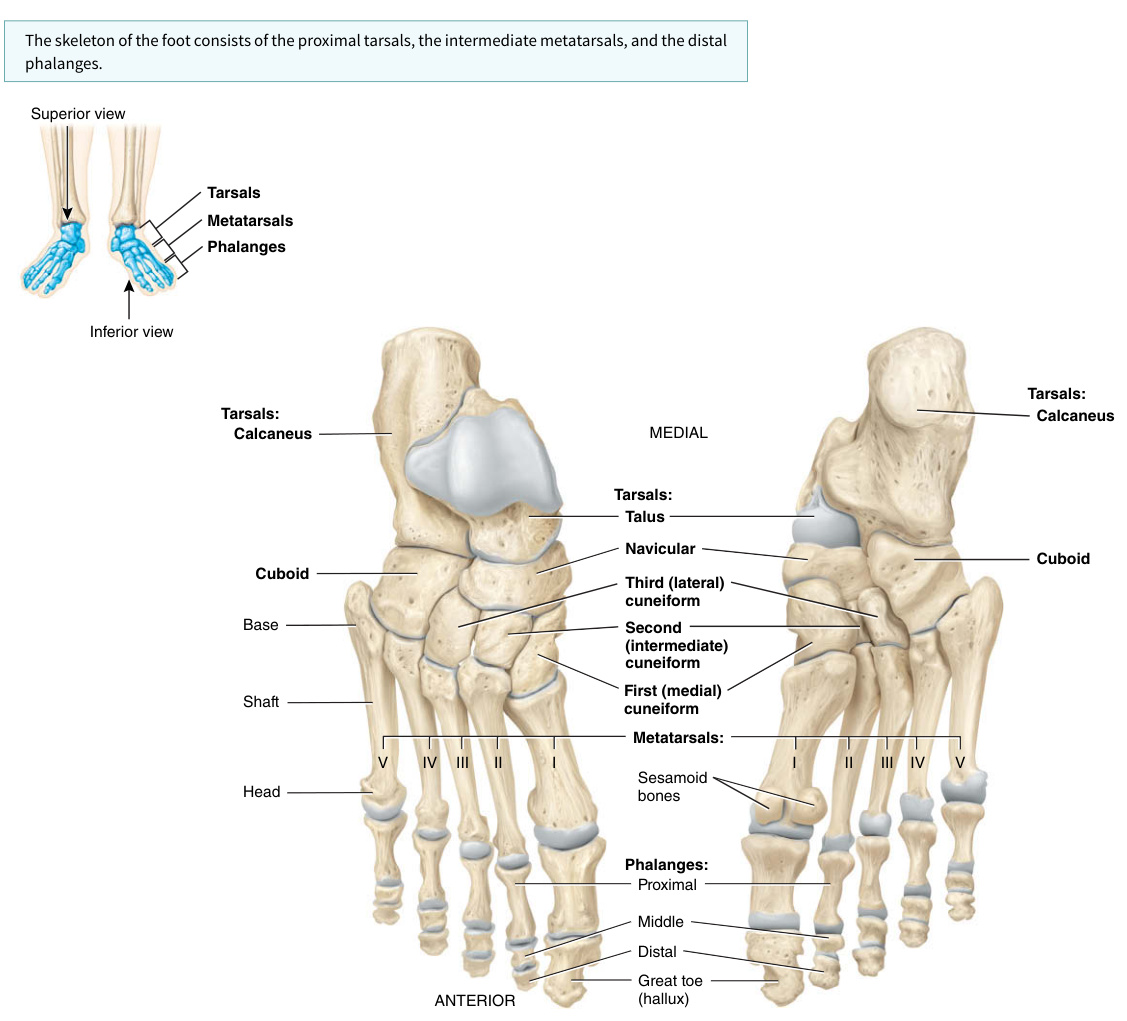 The skeleton of the foot consists of the proximal tarsals, the intermediate metatarsals, and the distal
phalanges.
Superior view
Tarsals
Metatarsals
Phalanges
Inferior view
Tarsals:
Calcaneus
Cuboid
Base
Shaft
Head
MEDIAL
Tarsals:
Talus
Navicular
Third (lateral)
cuneiform
Second
(intermediate)
cuneiform
First (medial)
cuneiform
Metatarsals:
V IV III II I
I II III IV V
Sesamoid
bones
Phalanges:
Proximal
Middle
Distal
Great toe
(hallux)
ANTERIOR
Tarsals:
Calcaneus
Cuboid